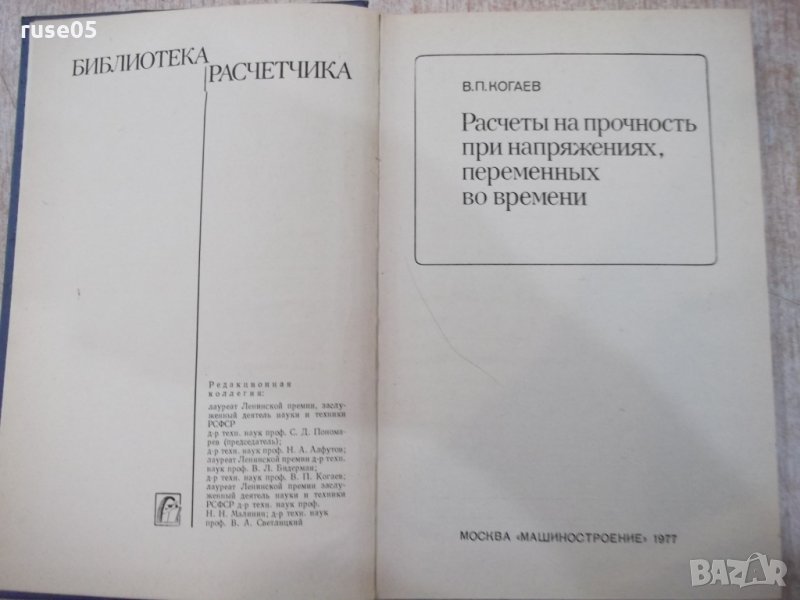 ruse05
БИБЛИОТЕКА
РАСЧЕТЧИКА
Редакционная
коллегия:
лауреат Ленинской премии, заслу-
женный деятель науки и техники
РСФСР
д-р техн. наук проф. С. Д. Понома-
рев (председатель);
д-р техн. наук проф. Н. А. Алфутов;
лауреат Ленинской премии д-р техн.
наук проф. В. Л. Бидерман;
д-р техн. наук проф. В. П. Когаев;
лауреат Ленинской премии заслу-
женный деятель науки и техники
РСФСР д-р техн. наук проф.
Н. Н. Малинин; д-р техн. наук
проф. В. А. Светлицкий
В.П.КОГАЕВ
Расчеты на прочность
при напряжениях,
переменных
во времени
МОСКВА «МАШИНОСТРОЕНИЕ» 1977
BAZAR